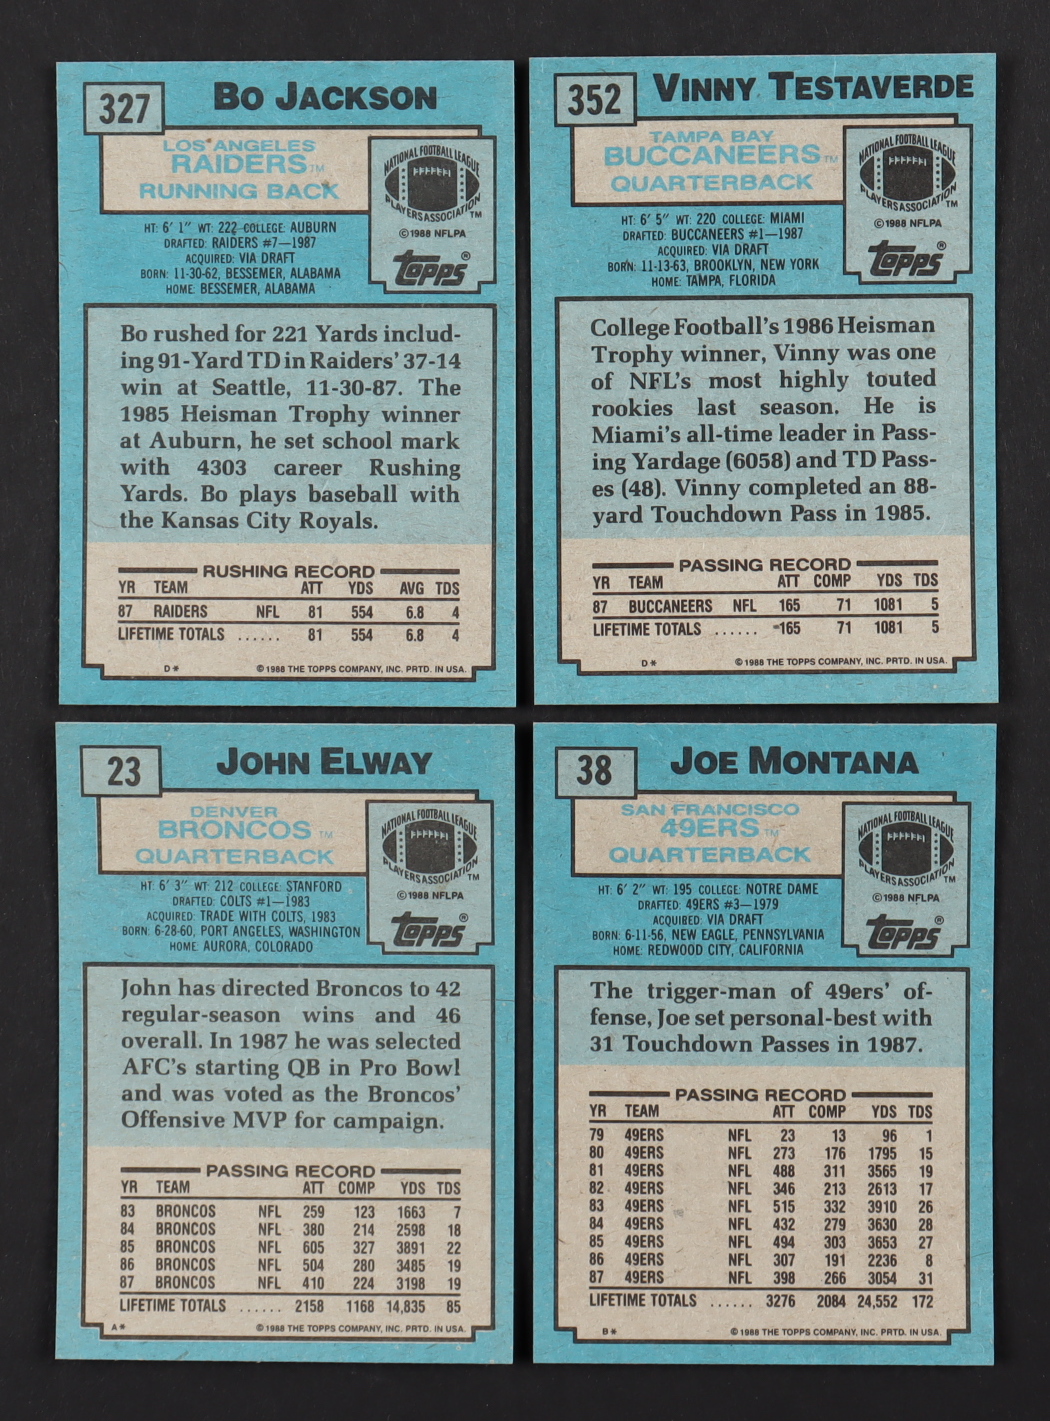 327
BO JACKSON
LOS ANGELES
RAIDERS™
RUNNING BACK
NATIONAL FOOTBALL LEAGUE
PLAYERS ASSOCIATION™
©1988 NFLPA
Topps®
HT: 6' 1" WT: 222 COLLEGE: AUBURN
DRAFTED: RAIDERS #7—1987
ACQUIRED: VIA DRAFT
BORN: 11-30-62, BESSEMER, ALABAMA
HOME: BESSEMER, ALABAMA
Bo rushed for 221 Yards includ-
ing 91-Yard TD in Raiders' 37-14
win at Seattle, 11-30-87. The
1985 Heisman Trophy winner
at Auburn, he set school mark
with 4303 career Rushing
Yards. Bo plays baseball with
the Kansas City Royals.
RUSHING RECORD
YR TEAM ATT YDS AVG TDS
87 RAIDERS NFL 81 554 6.8 4
LIFETIME TOTALS ...... 81 554 6.8 4
D* ©1988 THE TOPPS COMPANY, INC. PRTD. IN USA.
352
VINNY TESTAVERDE
TAMPA BAY
BUCCANEERS™
QUARTERBACK
NATIONAL FOOTBALL LEAGUE
PLAYERS ASSOCIATION™
©1988 NFLPA
Topps®
HT: 6' 5" WT: 220 COLLEGE: MIAMI
DRAFTED: BUCCANEERS #1—1987
ACQUIRED: VIA DRAFT
BORN: 11-13-63, BROOKLYN, NEW YORK
HOME: TAMPA, FLORIDA
College Football's 1986 Heisman
Trophy winner, Vinny was one
of NFL's most highly touted
rookies last season. He is
Miami's all-time leader in Pass-
ing Yardage (6058) and TD Pass-
es (48). Vinny completed an 88-
yard Touchdown Pass in 1985.
PASSING RECORD
YR TEAM ATT COMP YDS TDS
87 BUCCANEERS NFL 165 71 1081 5
LIFETIME TOTALS ...... 165 71 1081 5
D* ©1988 THE TOPPS COMPANY, INC. PRTD. IN USA.
23
JOHN ELWAY
DENVER
BRONCOS™
QUARTERBACK
NATIONAL FOOTBALL LEAGUE
PLAYERS ASSOCIATION™
©1988 NFLPA
Topps®
HT: 6' 3" WT: 212 COLLEGE: STANFORD
DRAFTED: COLTS #1—1983
ACQUIRED: TRADE WITH COLTS, 1983
BORN: 6-28-60, PORT ANGELES, WASHINGTON
HOME: AURORA, COLORADO
John has directed Broncos to 42
regular-season wins and 46
overall. In 1987 he was selected
AFC's starting QB in Pro Bowl
and was voted as the Broncos'
Offensive MVP for campaign.
PASSING RECORD
YR TEAM ATT COMP YDS TDS
83 BRONCOS NFL 259 123 1663 7
84 BRONCOS NFL 380 214 2598 18
85 BRONCOS NFL 605 327 3891 22
86 BRONCOS NFL 504 280 3485 19
87 BRONCOS NFL 410 224 3198 19
LIFETIME TOTALS ...... 2158 1168 14,835 85
A* ©1988 THE TOPPS COMPANY, INC. PRTD. IN USA.
38
JOE MONTANA
SAN FRANCISCO
49ERS™
QUARTERBACK
NATIONAL FOOTBALL LEAGUE
PLAYERS ASSOCIATION™
©1988 NFLPA
Topps®
HT: 6' 2" WT: 195 COLLEGE: NOTRE DAME
DRAFTED: 49ERS #3—1979
ACQUIRED: VIA DRAFT
BORN: 6-11-56, NEW EAGLE, PENNSYLVANIA
HOME: REDWOOD CITY, CALIFORNIA
The trigger-man of 49ers' of-
fense, Joe set personal-best with
31 Touchdown Passes in 1987.
PASSING RECORD
YR TEAM ATT COMP YDS TDS
79 49ERS NFL 23 13 96 1
80 49ERS NFL 273 176 1795 15
81 49ERS NFL 488 311 3565 19
82 49ERS NFL 346 213 2613 17
83 49ERS NFL 515 332 3910 26
84 49ERS NFL 432 279 3630 28
85 49ERS NFL 494 303 3653 27
86 49ERS NFL 307 191 2236 8
87 49ERS NFL 398 266 3054 31
LIFETIME TOTALS ...... 3276 2084 24,552 172
B* ©1988 THE TOPPS COMPANY, INC. PRTD. IN USA.